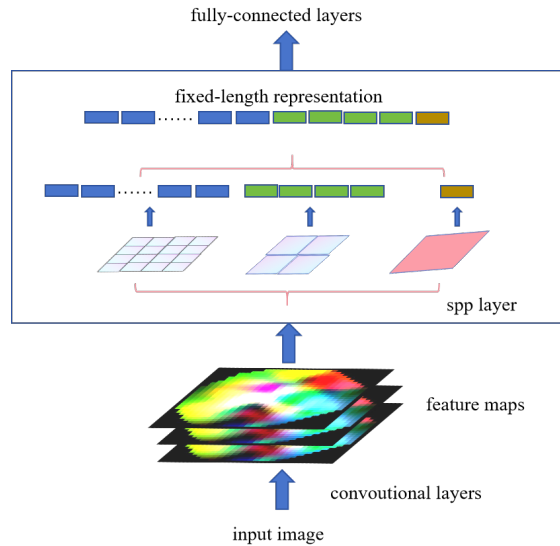 fully-connected layers
fixed-length representation
spp layer
feature maps
convoutional layers
input image